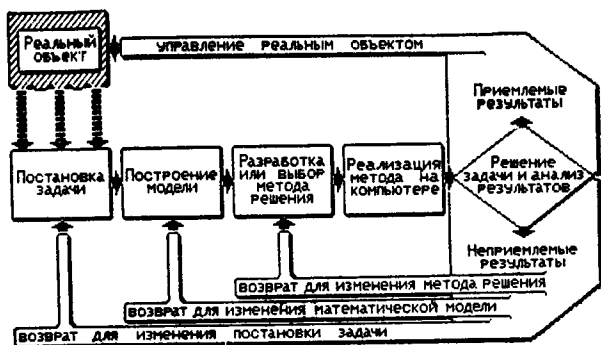 Реальный
объект
управление реальным объектом
Приемлемые
результаты
Постановка
задачи
Построение
модели
Разработка
или выбор
метода
решения
Реализация
метода на
компьютере
Решение
задачи и анализ
результатов
Неприемлемые
результаты
возврат для изменения метода решения
возврат для изменения математической модели
возврат для изменения постановки задачи